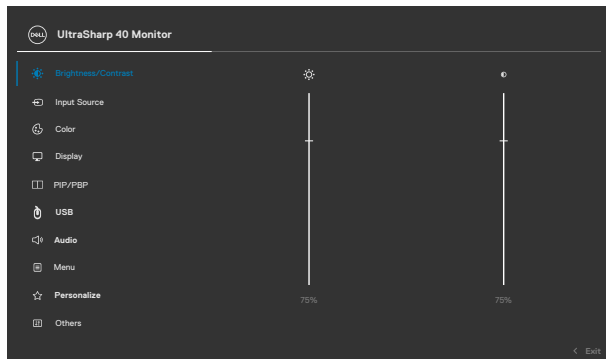 DELL UltraSharp 40 Monitor
Brightness/Contrast
Input Source
Color
Display
PIP/PBP
USB
Audio
Menu
Personalize
Others
75% 75%
Exit